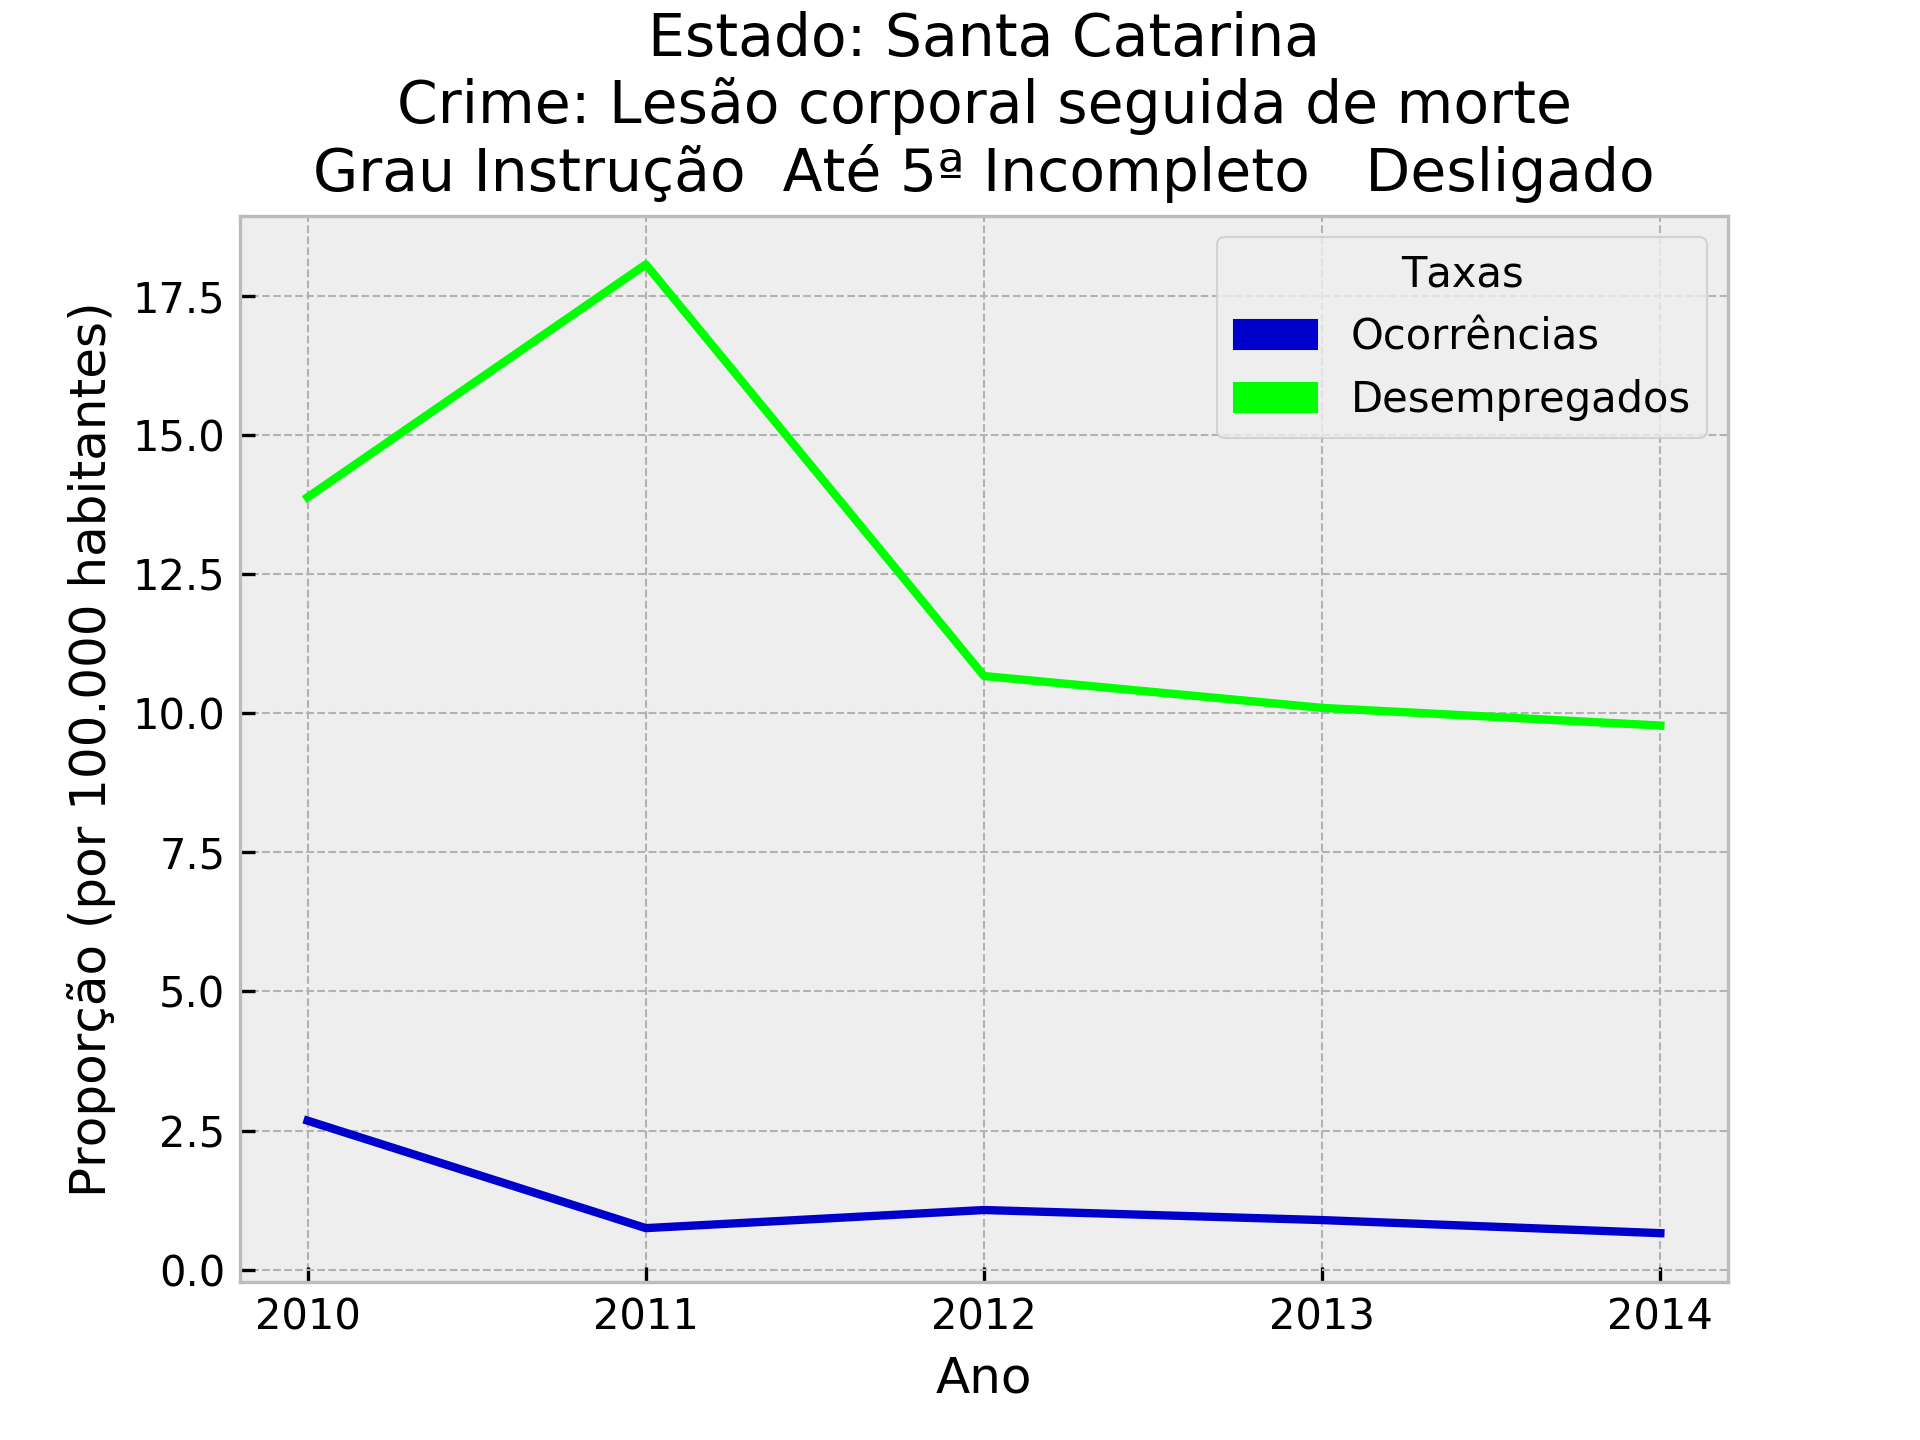 Estado: Santa Catarina
Crime: Lesão corporal seguida de morte
Grau Instrução  Até 5ª Incompleto   Desligado
Taxas
Ocorrências
Desempregados
Proporção (por 100.000 habitantes)
17.5
15.0
12.5
10.0
7.5
5.0
2.5
0.0
2010 2011 2012 2013 2014
Ano